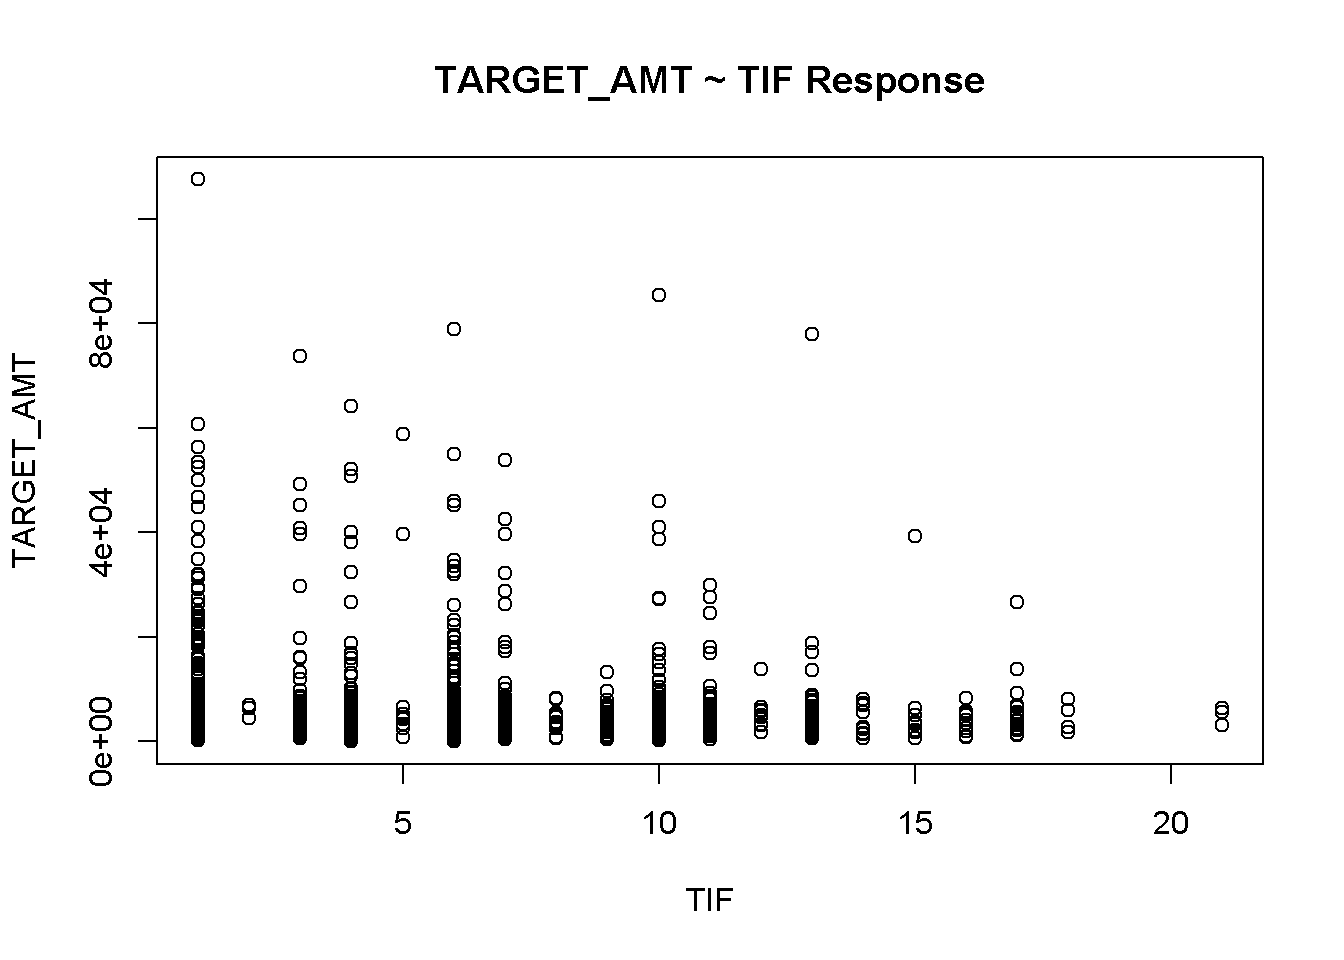 TARGET_AMT ~ TIF Response
TARGET_AMT
8e+04
4e+04
0e+00
5 10 15 20
TIF